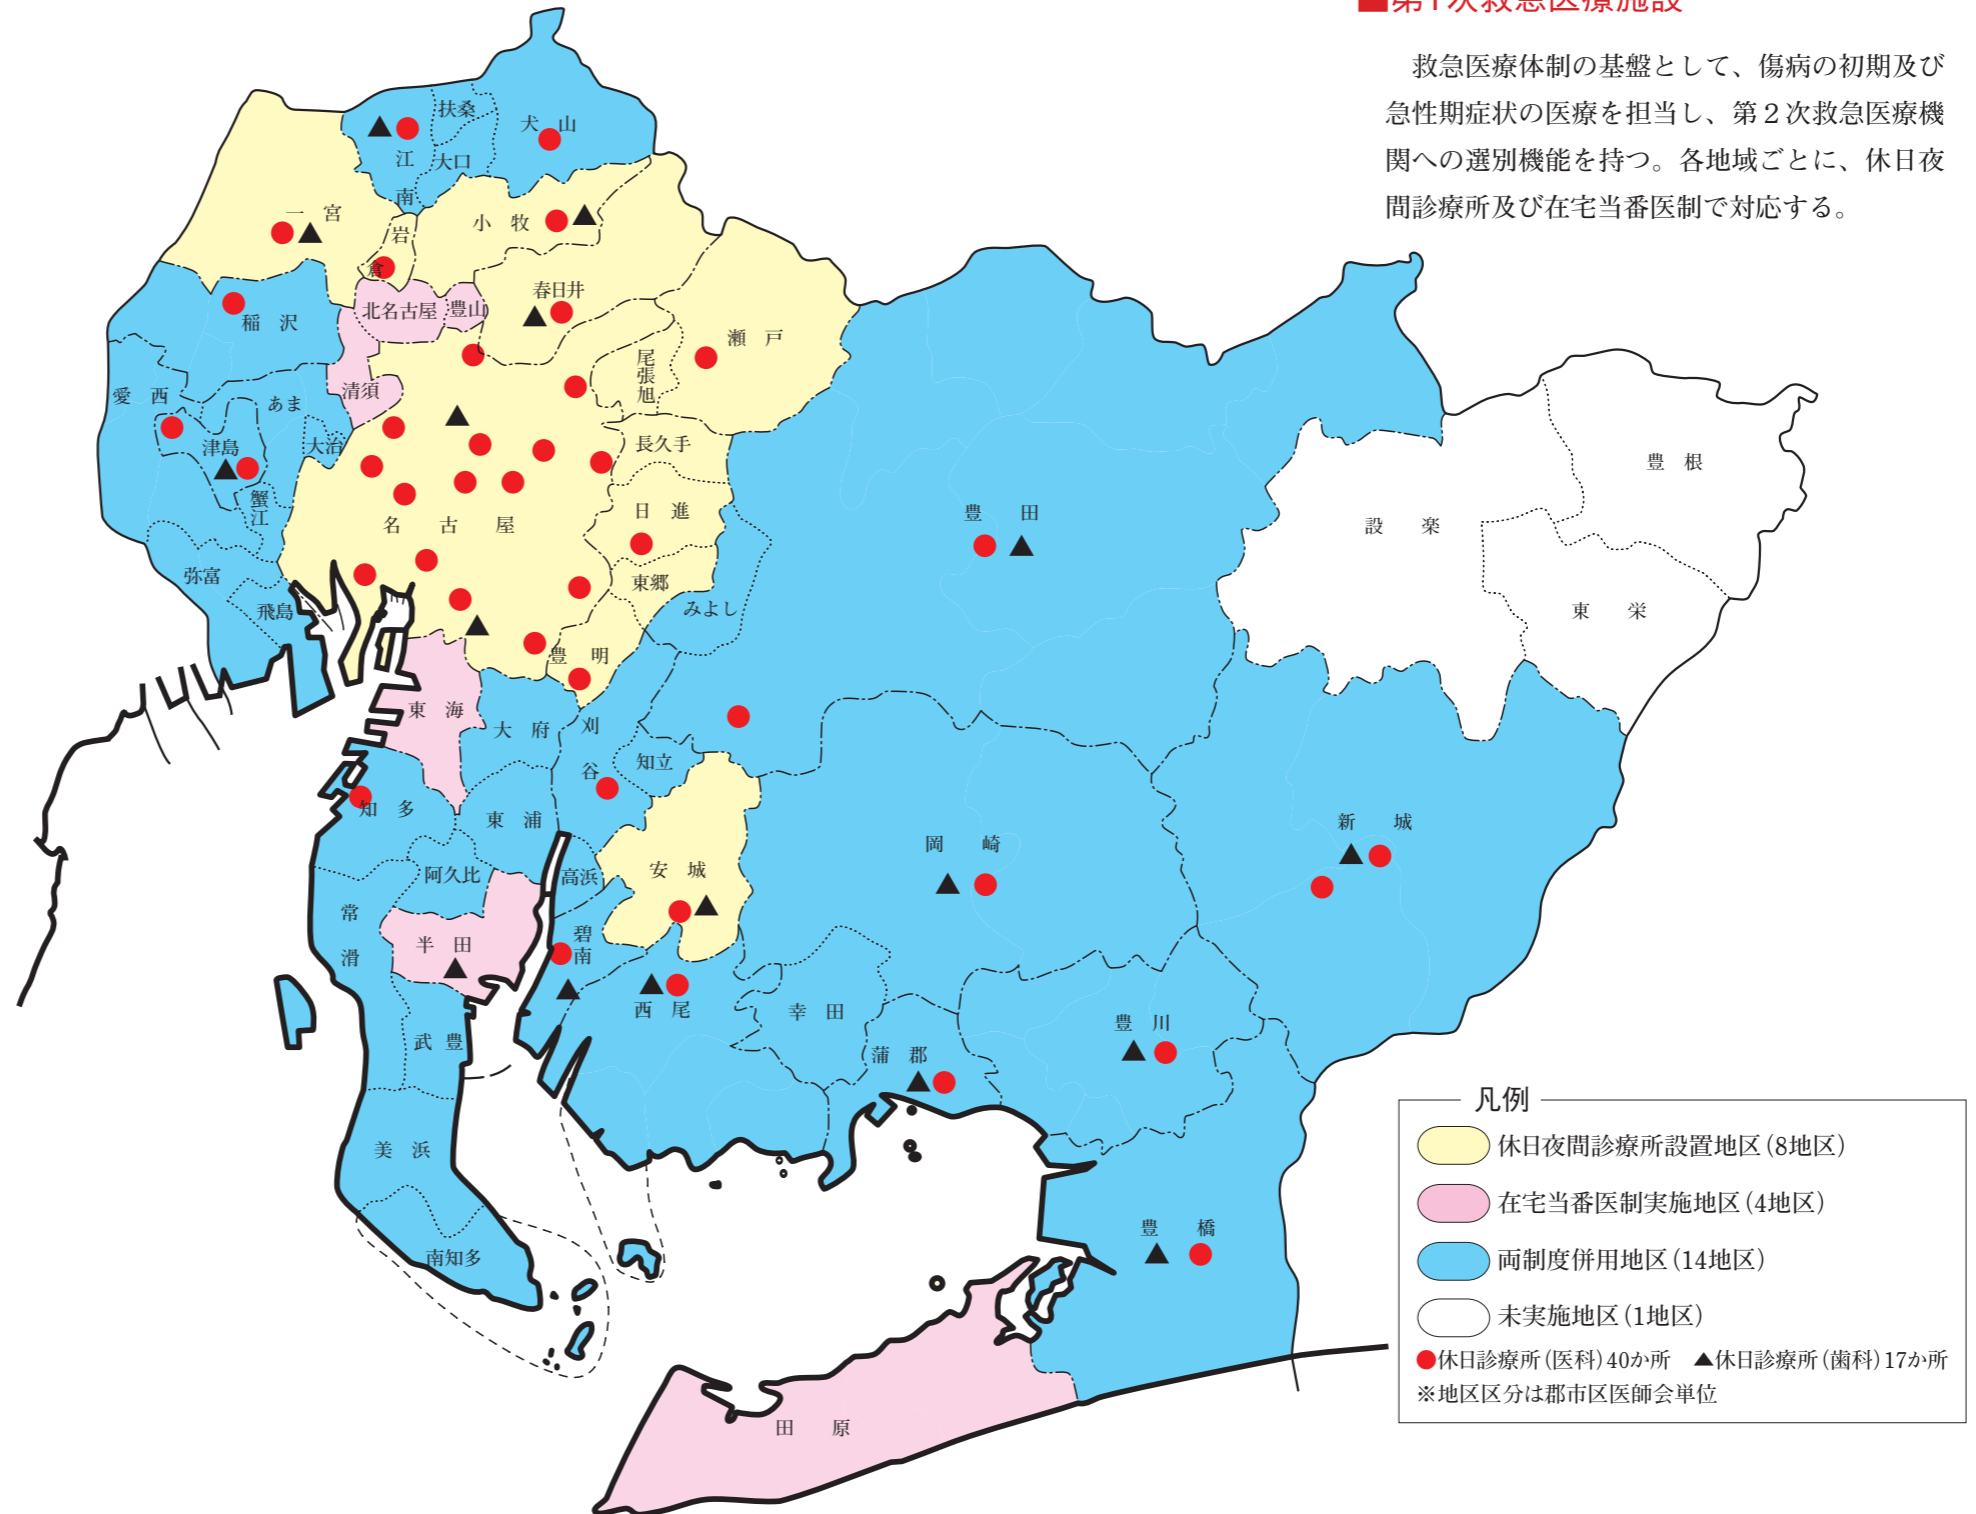 ■第1次救急医療施設
救急医療体制の基盤として、傷病の初期及び
急性期症状の医療を担当し、第2次救急医療機
関への選別機能を持つ。各地域ごとに、休日夜
間診療所及び在宅当番医制で対応する。
扶桑
犬山
江南
大口
一宮
小牧
岩倉
春日井
北名古屋
豊山
稲沢
瀬戸
尾張旭
清須
愛西
あま
大治
津島
長久手
豊根
蟹江
日進
名古屋
豊田
設楽
弥富
東郷
飛島
みよし
東栄
豊明
東海
大府
刈谷
知立
知多
東浦
新城
岡崎
阿久比
高浜
安城
常滑
半田
碧南
西尾
幸田
豊川
武豊
蒲郡
美浜
南知多
豊橋
田原
凡例
休日夜間診療所設置地区(8地区)
在宅当番医制実施地区(4地区)
両制度併用地区(14地区)
未実施地区(1地区)
●休日診療所(医科)40か所 ▲休日診療所(歯科)17か所
※地区区分は郡市区医師会単位